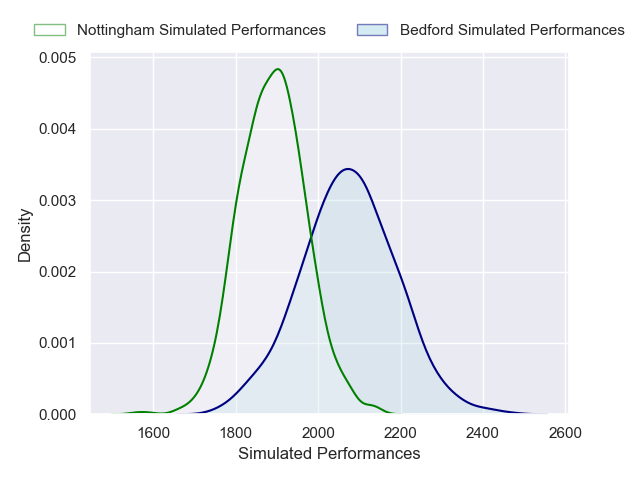 Nottingham Simulated Performances
Bedford Simulated Performances
0.005
0.004
0.003
0.002
0.001
0.000
Density
1600 1800 2000 2200 2400 2600
Simulated Performances